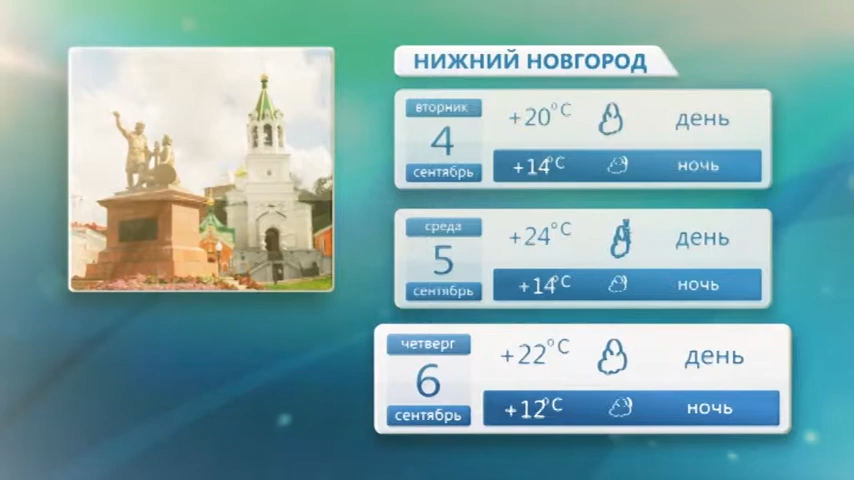 НИЖНИЙ НОВГОРОД
вторник
4
сентябрь
+20°C
день
+14°C
ночь
среда
5
сентябрь
+24°C
день
+14°C
ночь
четверг
6
сентябрь
+22°C
день
+12°C
ночь